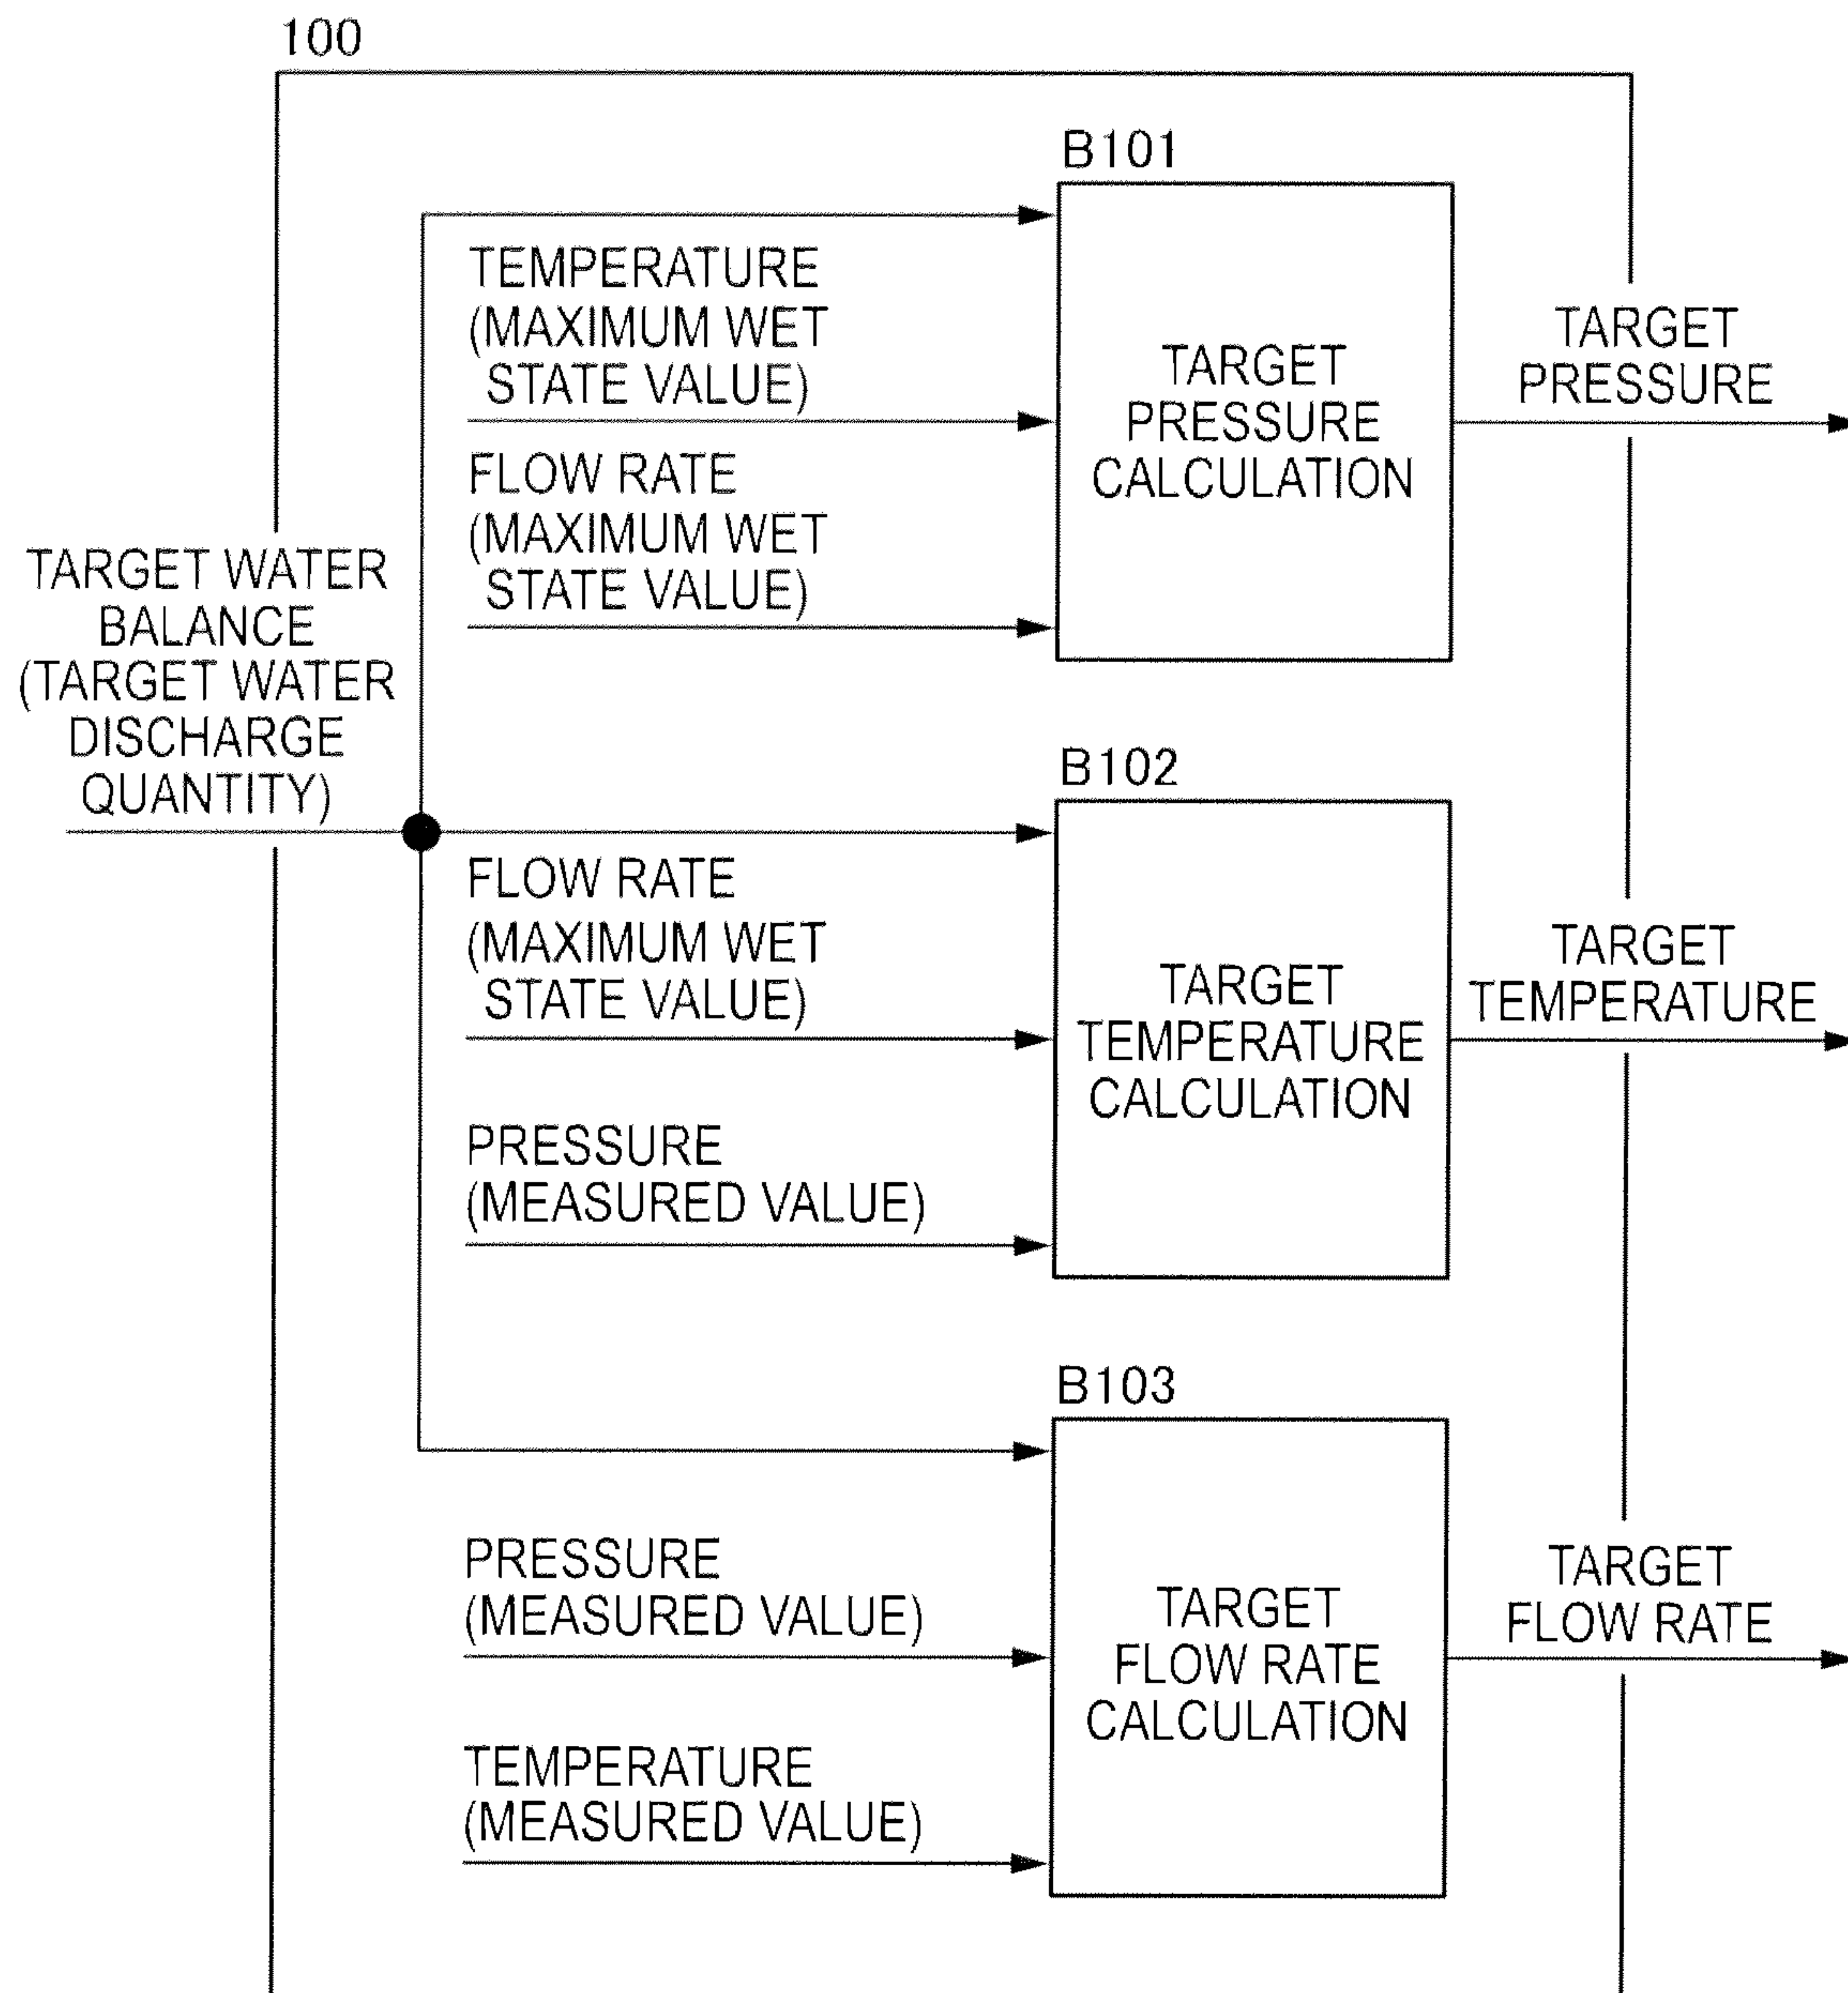 100
B101
TEMPERATURE
(MAXIMUM WET
STATE VALUE)
FLOW RATE
(MAXIMUM WET
STATE VALUE)
TARGET
PRESSURE
CALCULATION
TARGET
PRESSURE
TARGET WATER
BALANCE
(TARGET WATER
DISCHARGE
QUANTITY)
B102
FLOW RATE
(MAXIMUM WET
STATE VALUE)
PRESSURE
(MEASURED VALUE)
TARGET
TEMPERATURE
CALCULATION
TARGET
TEMPERATURE
B103
PRESSURE
(MEASURED VALUE)
TEMPERATURE
(MEASURED VALUE)
TARGET
FLOW RATE
CALCULATION
TARGET
FLOW RATE